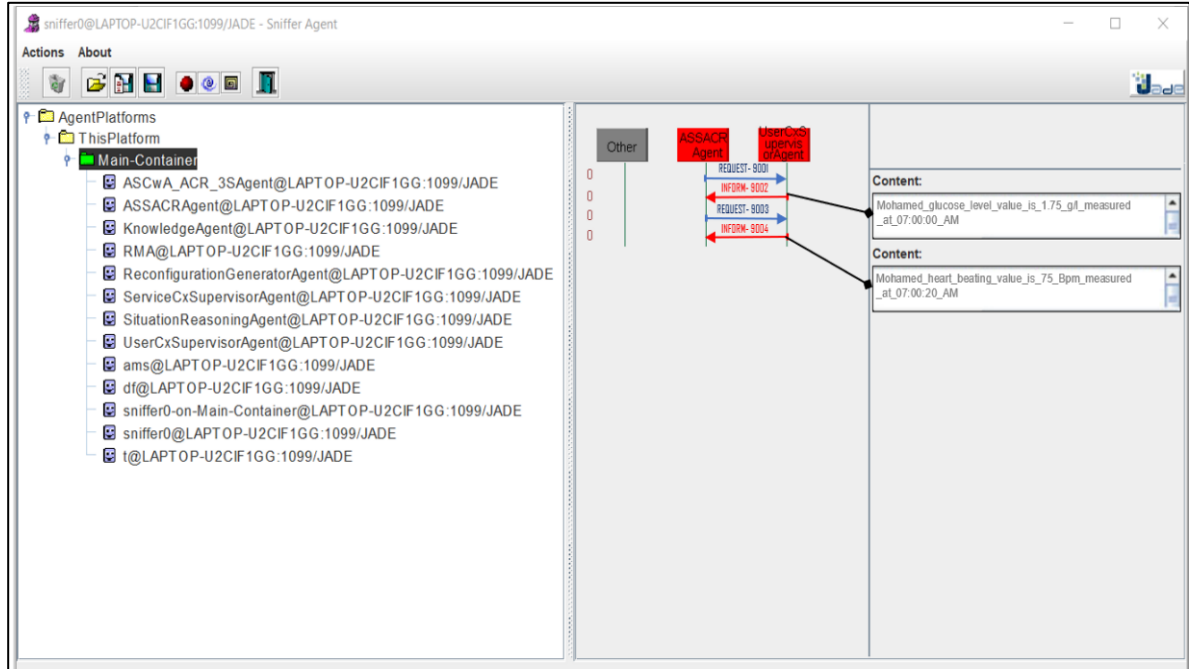 sniffer0@LAPTOP-U2CIF1GG:1099/JADE - Sniffer Agent
Actions About
Jade
AgentPlatforms
ThisPlatform
Main-Container
ASCwA_ACR_3SAgent@LAPTOP-U2CIF1GG:1099/JADE
ASSACRAgent@LAPTOP-U2CIF1GG:1099/JADE
KnowledgeAgent@LAPTOP-U2CIF1GG:1099/JADE
RMA@LAPTOP-U2CIF1GG:1099/JADE
ReconfigurationGeneratorAgent@LAPTOP-U2CIF1GG:1099/JADE
ServiceCxSupervisorAgent@LAPTOP-U2CIF1GG:1099/JADE
SituationReasoningAgent@LAPTOP-U2CIF1GG:1099/JADE
UserCxSupervisorAgent@LAPTOP-U2CIF1GG:1099/JADE
ams@LAPTOP-U2CIF1GG:1099/JADE
df@LAPTOP-U2CIF1GG:1099/JADE
sniffer0-on-Main-Container@LAPTOP-U2CIF1GG:1099/JADE
sniffer0@LAPTOP-U2CIF1GG:1099/JADE
t@LAPTOP-U2CIF1GG:1099/JADE
Other
ASSACR
Agent
UserCxS
upervis
orAgent
0 REQUEST- 9001
0 INFORM- 9002
0 REQUEST- 9003
0 INFORM- 9004
Content:
Mohamed_glucose_level_value_is_1.75_g/l_measured
_at_07:00:00_AM
Content:
Mohamed_heart_beating_value_is_75_Bpm_measured
_at_07:00:20_AM